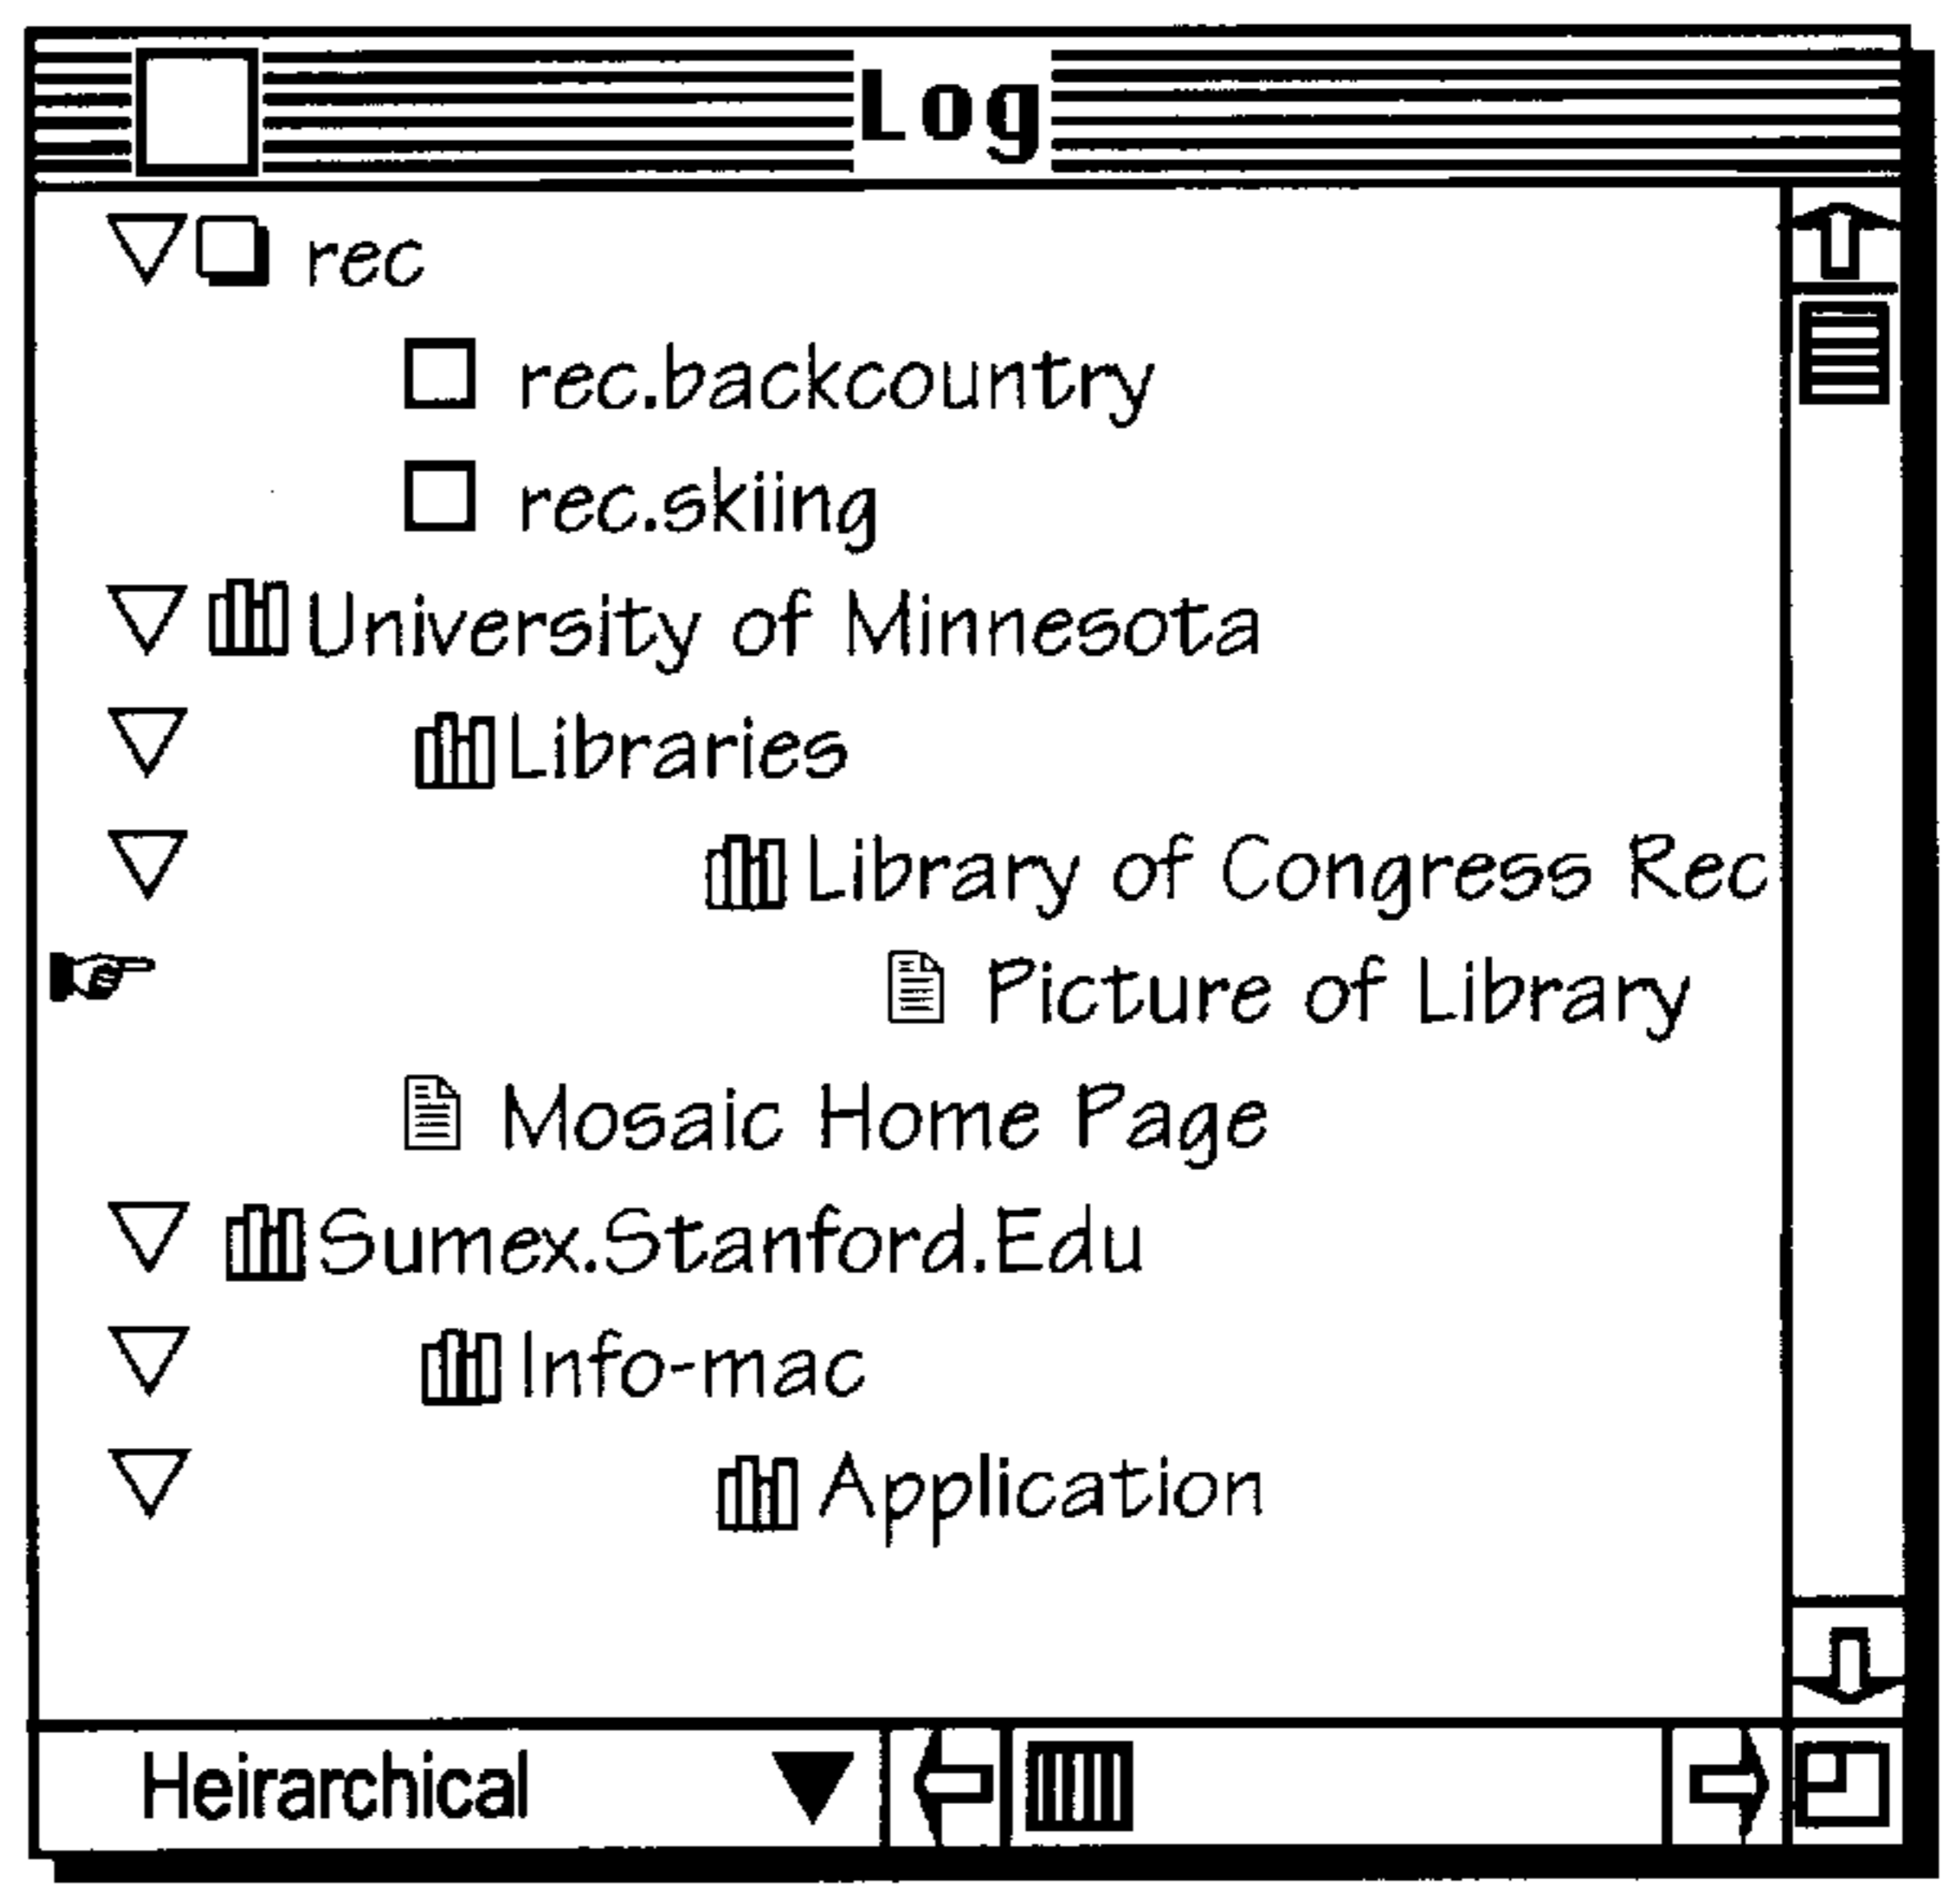 Log
rec
rec.backcountry
rec.skiing
University of Minnesota
Libraries
Library of Congress Rec
Picture of Library
Mosaic Home Page
Sumex.Stanford.Edu
Info-mac
Application
Heirarchical